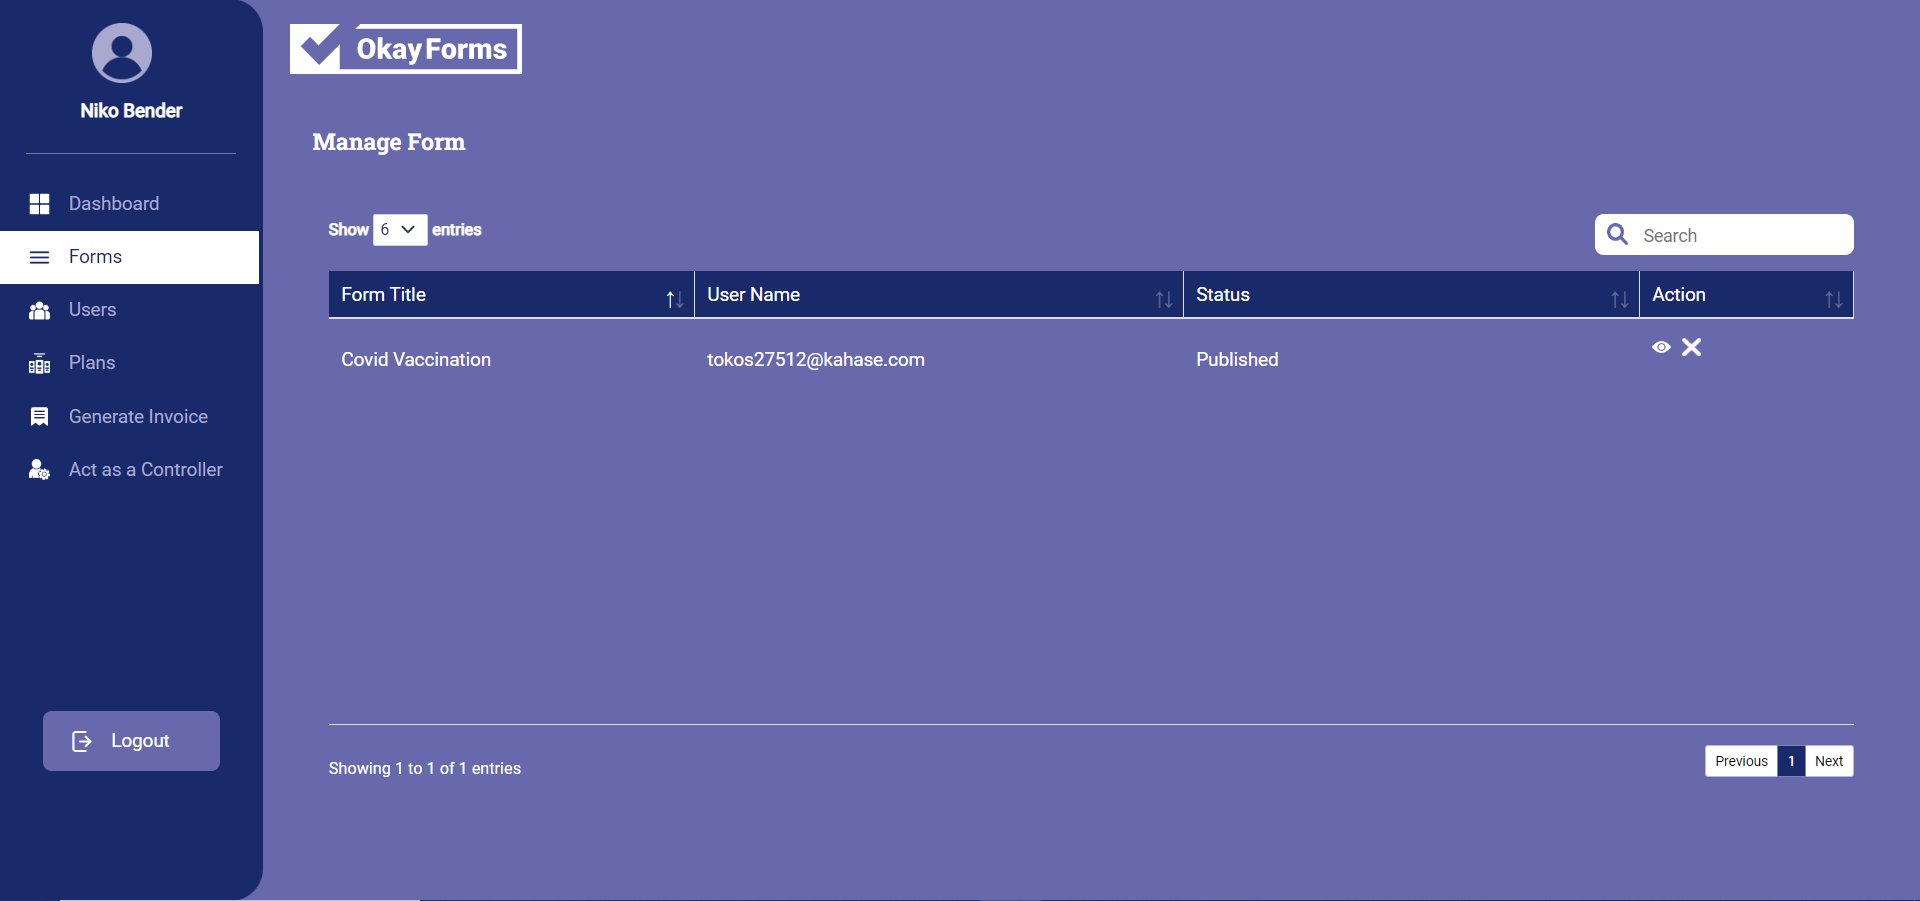 Niko Bender
Dashboard
Forms
Users
Plans
Generate Invoice
Act as a Controller
Logout
Okay Forms
Manage Form
Show 6 entries
Search
Form Title User Name Status Action
Covid Vaccination tokos27512@kahase.com Published
Showing 1 to 1 of 1 entries
Previous 1 Next